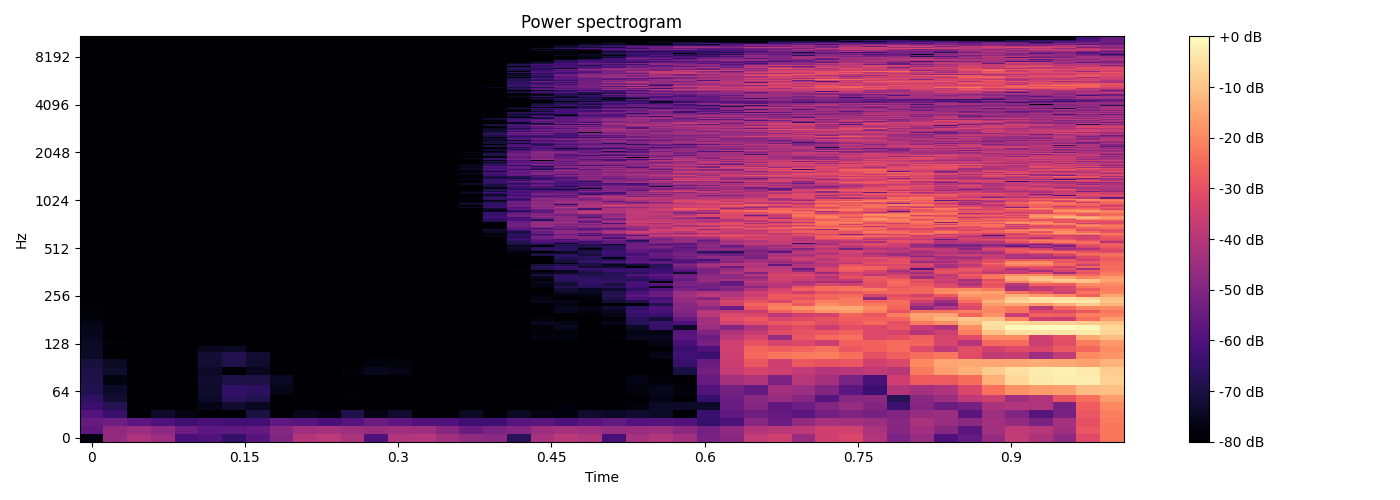 Power spectrogram
Hz
8192
4096
2048
1024
512
256
128
64
0
0 0.15 0.3 0.45 0.6 0.75 0.9
Time
+0 dB
-10 dB
-20 dB
-30 dB
-40 dB
-50 dB
-60 dB
-70 dB
-80 dB